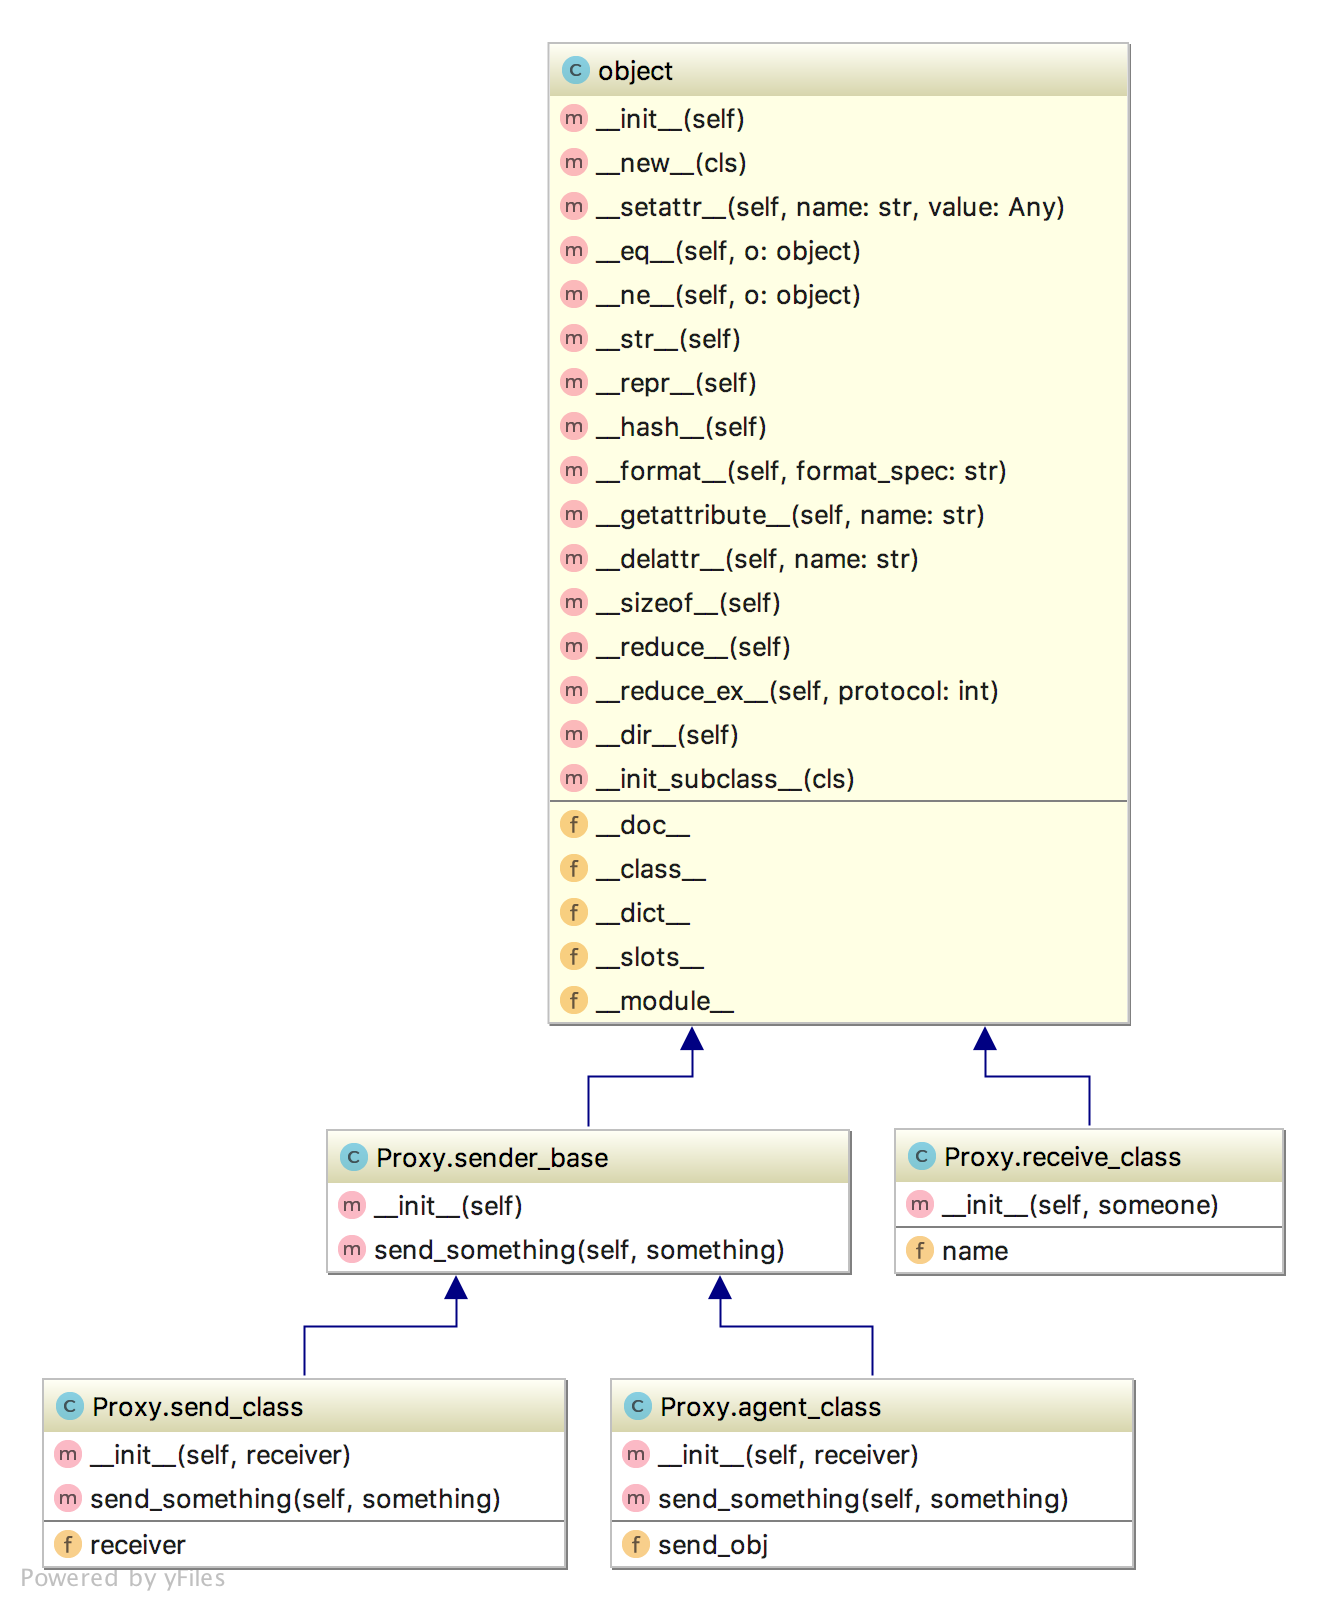 C object
m __init__(self)
m __new__(cls)
m __setattr__(self, name: str, value: Any)
m __eq__(self, o: object)
m __ne__(self, o: object)
m __str__(self)
m __repr__(self)
m __hash__(self)
m __format__(self, format_spec: str)
m __getattribute__(self, name: str)
m __delattr__(self, name: str)
m __sizeof__(self)
m __reduce__(self)
m __reduce_ex__(self, protocol: int)
m __dir__(self)
m __init_subclass__(cls)
f __doc__
f __class__
f __dict__
f __slots__
f __module__
C Proxy.sender_base
m __init__(self)
m send_something(self, something)
C Proxy.receive_class
m __init__(self, someone)
f name
C Proxy.send_class
m __init__(self, receiver)
m send_something(self, something)
f receiver
C Proxy.agent_class
m __init__(self, receiver)
m send_something(self, something)
f send_obj
Powered by yFiles